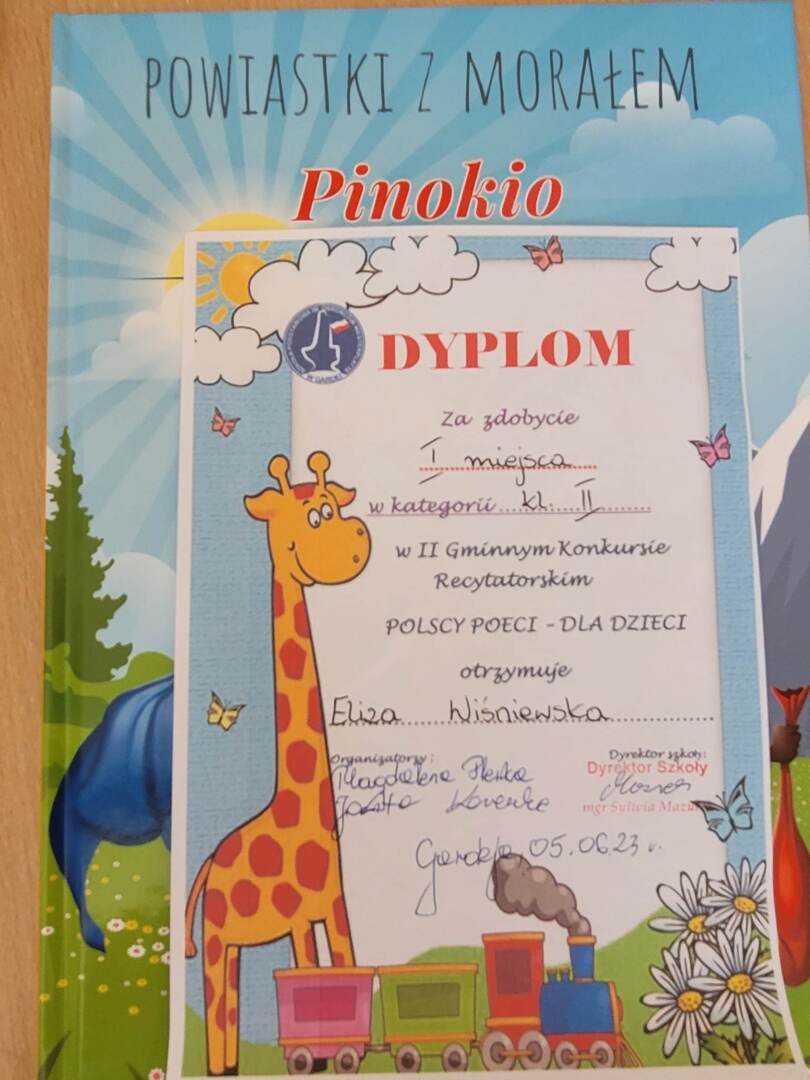 POWIASTKI Z MORAŁEM
Pinokio
DYPLOM
Za zdobycie
I miejsca
w kategorii kl. II
w II Gminnym Konkursie
Recytatorskim
POLSCY POECI – DLA DZIECI
otrzymuje
Eliza Wiśniewska
Organizatorzy:
Magdalena
Dyrektor szkoły:
Dyrektor Szkoły
mgr Sylwia
05.06.23 r.